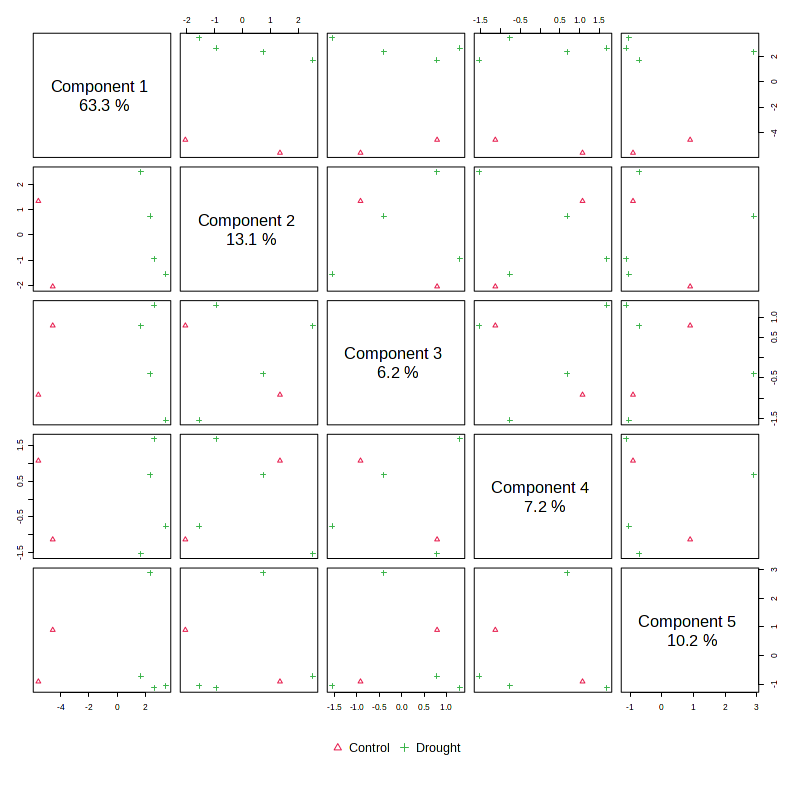 -2 -1 0 1 2
-1.5 -0.5 0.5 1.5 1.0
Component 1
63.3 %
2
0
-2
-4
2
1
0
-1
-2
Component 2
13.1 %
Component 3
6.2 %
1.0
0.5
-0.5
-1.5
1.5
0.5
-0.5
-1.5
Component 4
7.2 %
Component 5
10.2 %
3
2
1
0
-1
-4 -2 0 2
-1.5 -1.0 -0.5 0.0 0.5 1.0
-1 0 1 2 3
Control Drought